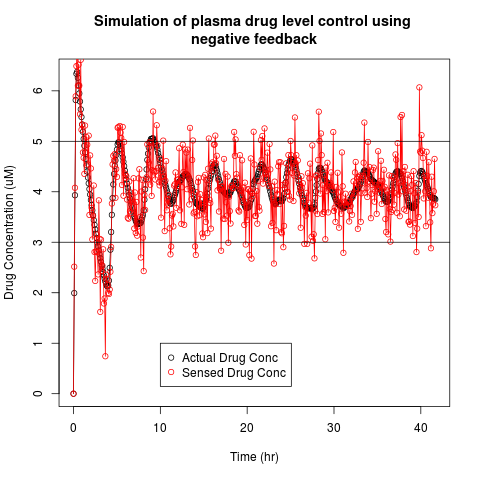 Simulation of plasma drug level control using
negative feedback
Drug Concentration (uM)
6
5
4
3
2
1
0
Actual Drug Conc
Sensed Drug Conc
0 10 20 30 40
Time (hr)